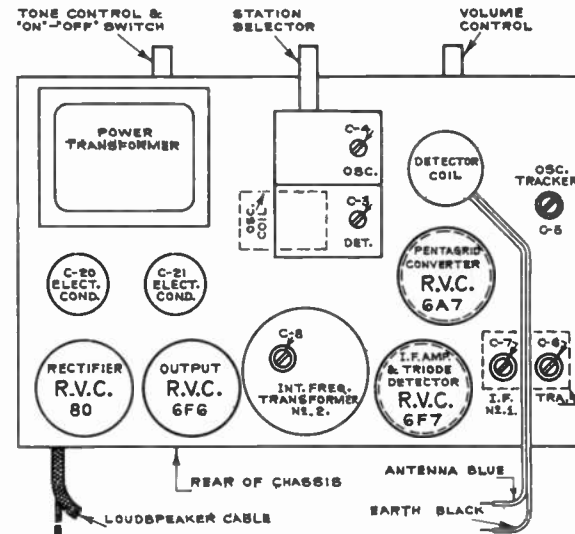 TONE CONTROL &
"ON"-"OFF" SWITCH
STATION
SELECTOR
VOLUME
CONTROL
POWER
TRANSFORMER
C-4
OSC.
DETECTOR
COIL
OSC.
TRACKER
C-5
OSC.
COIL
C-3
DET.
PENTAGRID
CONVERTER
R.V.C.
6A7
C-20
ELECT.
COND.
C-21
ELECT.
COND.
RECTIFIER
R.V.C.
80
OUTPUT
R.V.C.
6F6
C-8
INT. FREQ.
TRANSFORMER
Nº.2.
I.F. AMP.
& TRIODE
DETECTOR
R.V.C.
6F7
C-7
I.F.
Nº.1.
C-6
TRA.
REAR OF CHASSIS
ANTENNA BLUE
LOUDSPEAKER CABLE
EARTH BLACK